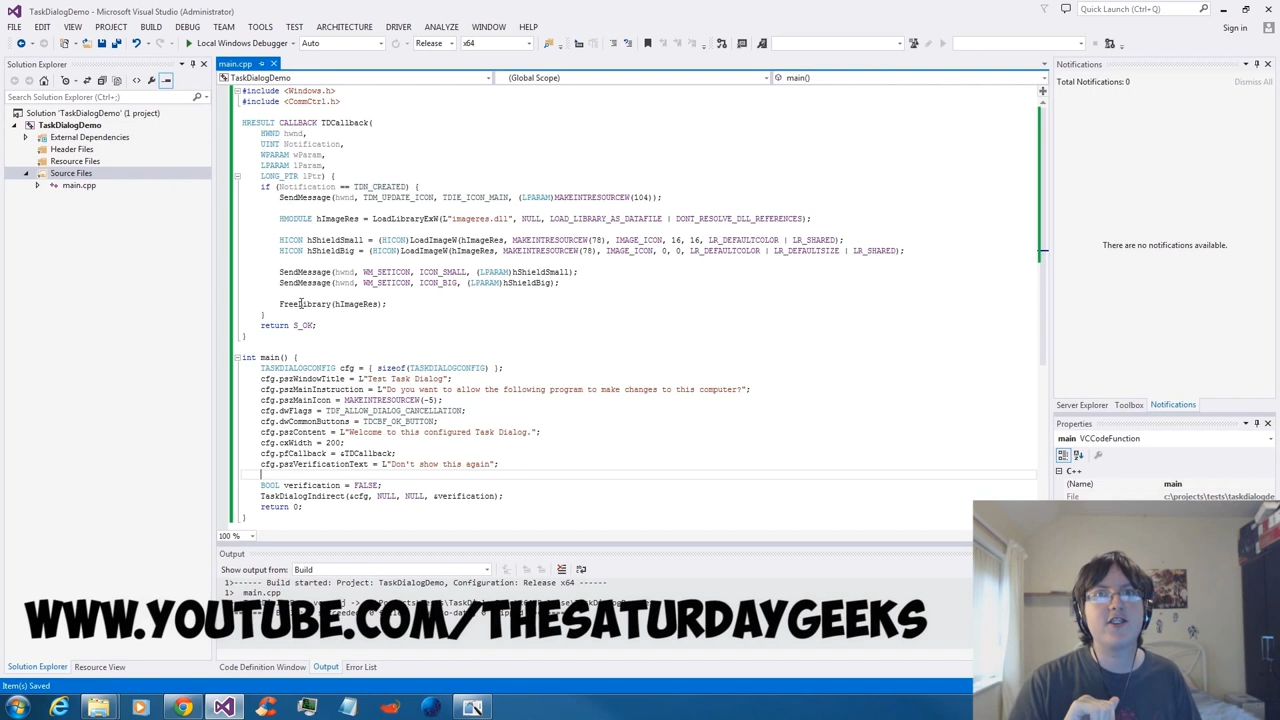 TaskDialogDemo - Microsoft Visual Studio (Administrator)
Quick Launch (Ctrl+Q)
FILE EDIT VIEW PROJECT BUILD DEBUG TEAM TOOLS TEST ARCHITECTURE DRIVER ANALYZE WINDOW HELP
Sign in
Local Windows Debugger Auto Release x64
Solution Explorer
Search Solution Explorer (Ctrl+;)
Solution 'TaskDialogDemo' (1 project)
TaskDialogDemo
External Dependencies
Header Files
Resource Files
Source Files
main.cpp
Solution Explorer Resource View
main.cpp
TaskDialogDemo (Global Scope) main()
#include <Windows.h>
#include <CommCtrl.h>
HRESULT CALLBACK TDCallback(
HWND hwnd,
UINT Notification,
WPARAM wParam,
LPARAM lParam,
LONG_PTR lPtr) {
if (Notification == TDN_CREATED) {
SendMessage(hwnd, TDM_UPDATE_ICON, TDIE_ICON_MAIN, (LPARAM)MAKEINTRESOURCEW(104));
HMODULE hImageRes = LoadLibraryExW(L"imageres.dll", NULL, LOAD_LIBRARY_AS_DATAFILE | DONT_RESOLVE_DLL_REFERENCES);
HICON hShieldSmall = (HICON)LoadImageW(hImageRes, MAKEINTRESOURCEW(78), IMAGE_ICON, 16, 16, LR_DEFAULTCOLOR | LR_SHARED);
HICON hShieldBig = (HICON)LoadImageW(hImageRes, MAKEINTRESOURCEW(78), IMAGE_ICON, 0, 0, LR_DEFAULTCOLOR | LR_DEFAULTSIZE | LR_SHARED);
SendMessage(hwnd, WM_SETICON, ICON_SMALL, (LPARAM)hShieldSmall);
SendMessage(hwnd, WM_SETICON, ICON_BIG, (LPARAM)hShieldBig);
FreeLibrary(hImageRes);
}
return S_OK;
}
int main() {
TASKDIALOGCONFIG cfg = { sizeof(TASKDIALOGCONFIG) };
cfg.pszWindowTitle = L"Test Task Dialog";
cfg.pszMainInstruction = L"Do you want to allow the following program to make changes to this computer?";
cfg.pszMainIcon = MAKEINTRESOURCEW(-5);
cfg.dwFlags = TDF_ALLOW_DIALOG_CANCELLATION;
cfg.dwCommonButtons = TDCBF_OK_BUTTON;
cfg.pszContent = L"Welcome to this configured Task Dialog.";
cfg.cxWidth = 200;
cfg.pfCallback = &TDCallback;
cfg.pszVerificationText = L"Don't show this again";
BOOL verification = FALSE;
TaskDialogIndirect(&cfg, NULL, NULL, &verification);
return 0;
}
100 %
Output
Show output from: Build
1>------ Build started: Project: TaskDialogDemo, Configuration: Release x64 ------
1> main.cpp
WWW.YOUTUBE.COM/THESATURDAYGEEKS
Code Definition Window Output Error List
Notifications
Total Notifications: 0 Dismiss All
There are no notifications available.
Server Explorer Toolbox Notifications
Properties
main VCCodeFunction
C++
(Name) main
File c:\projects\tests\taskdialogde
Item(s) Saved